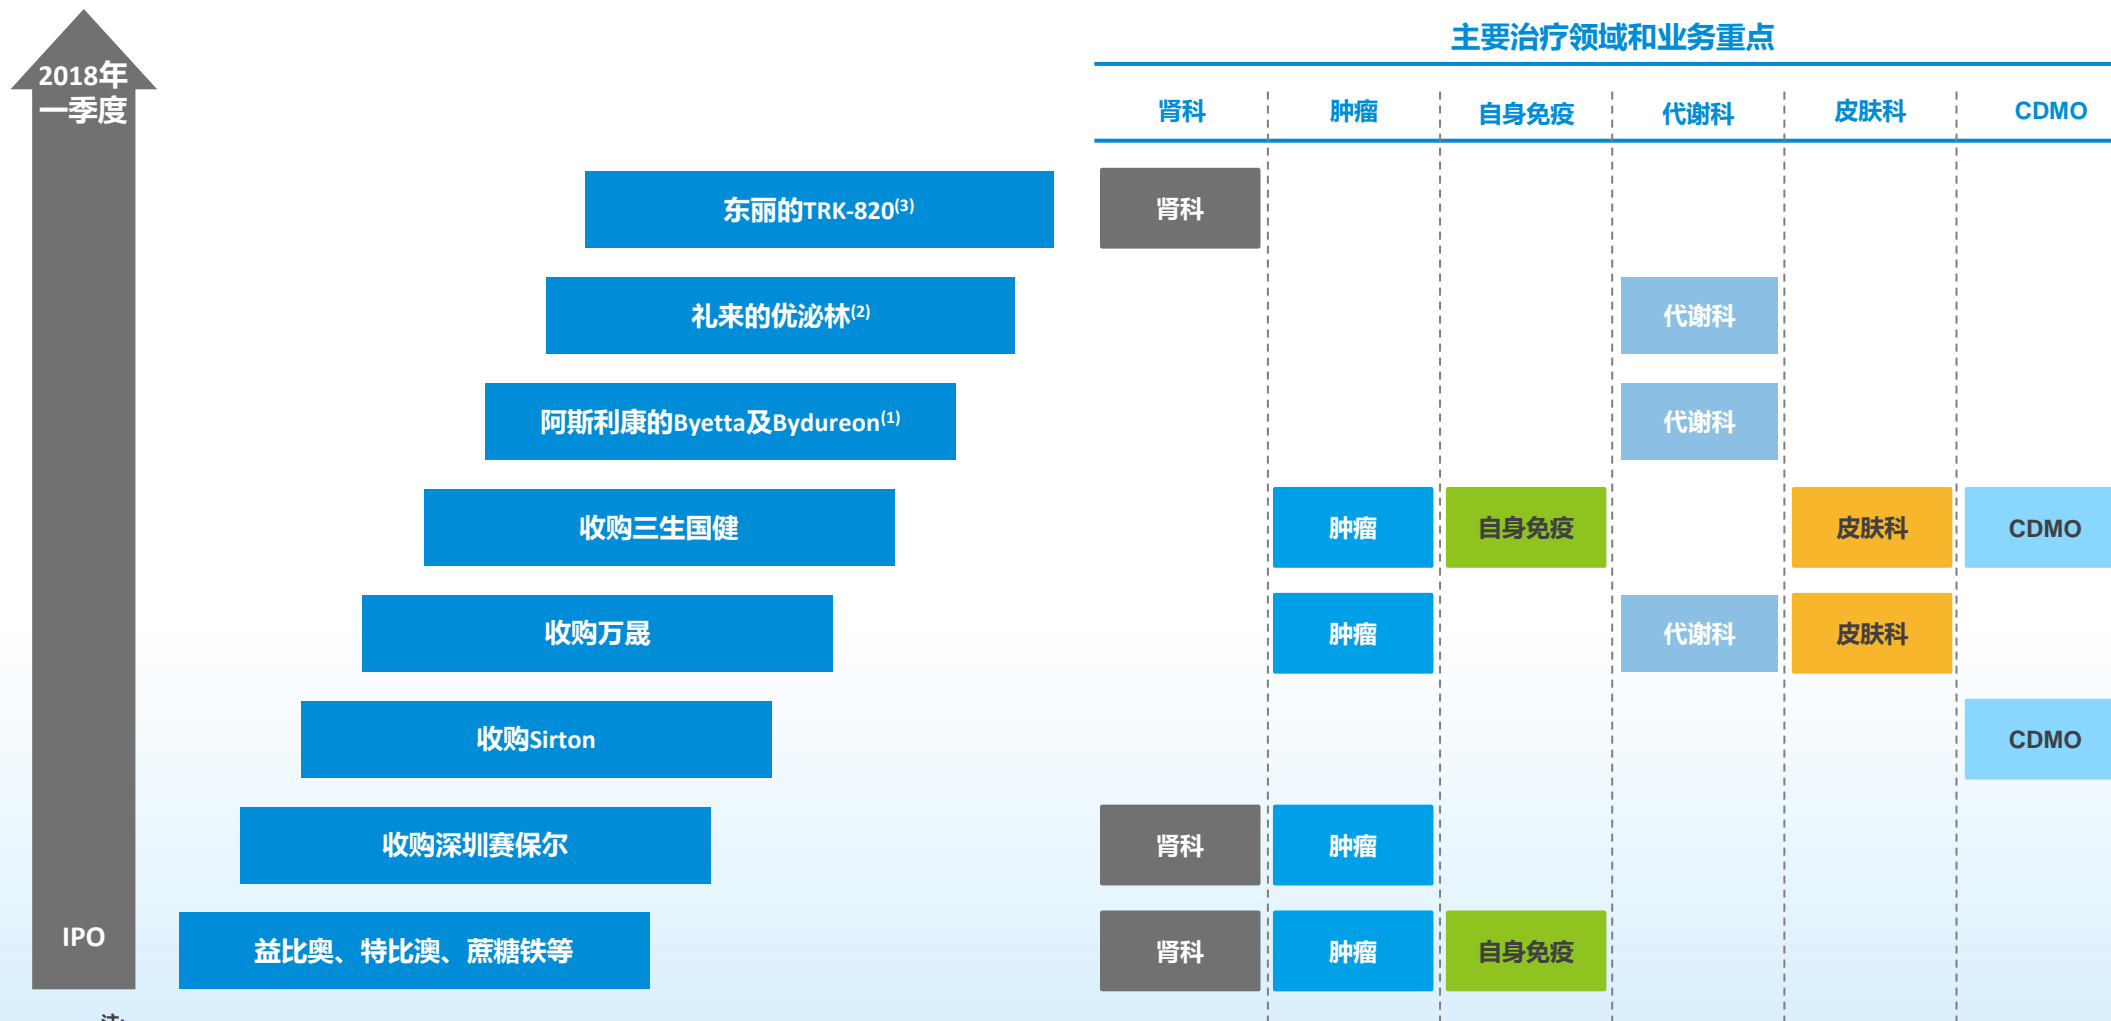 主要治疗领域和业务重点
2018年
一季度
肾科
肿瘤
自身免疫
代谢科
皮肤科
CDMO
东丽的TRK-820(3)
肾科
礼来的优泌林(2)
代谢科
阿斯利康的Byetta及Bydureon(1)
代谢科
收购三生国健
肿瘤
自身免疫
皮肤科
CDMO
收购万晟
肿瘤
代谢科
皮肤科
收购Sirton
CDMO
收购深圳赛保尔
肾科
肿瘤
IPO
益比奥、特比澳、蔗糖铁等
肾科
肿瘤
自身免疫